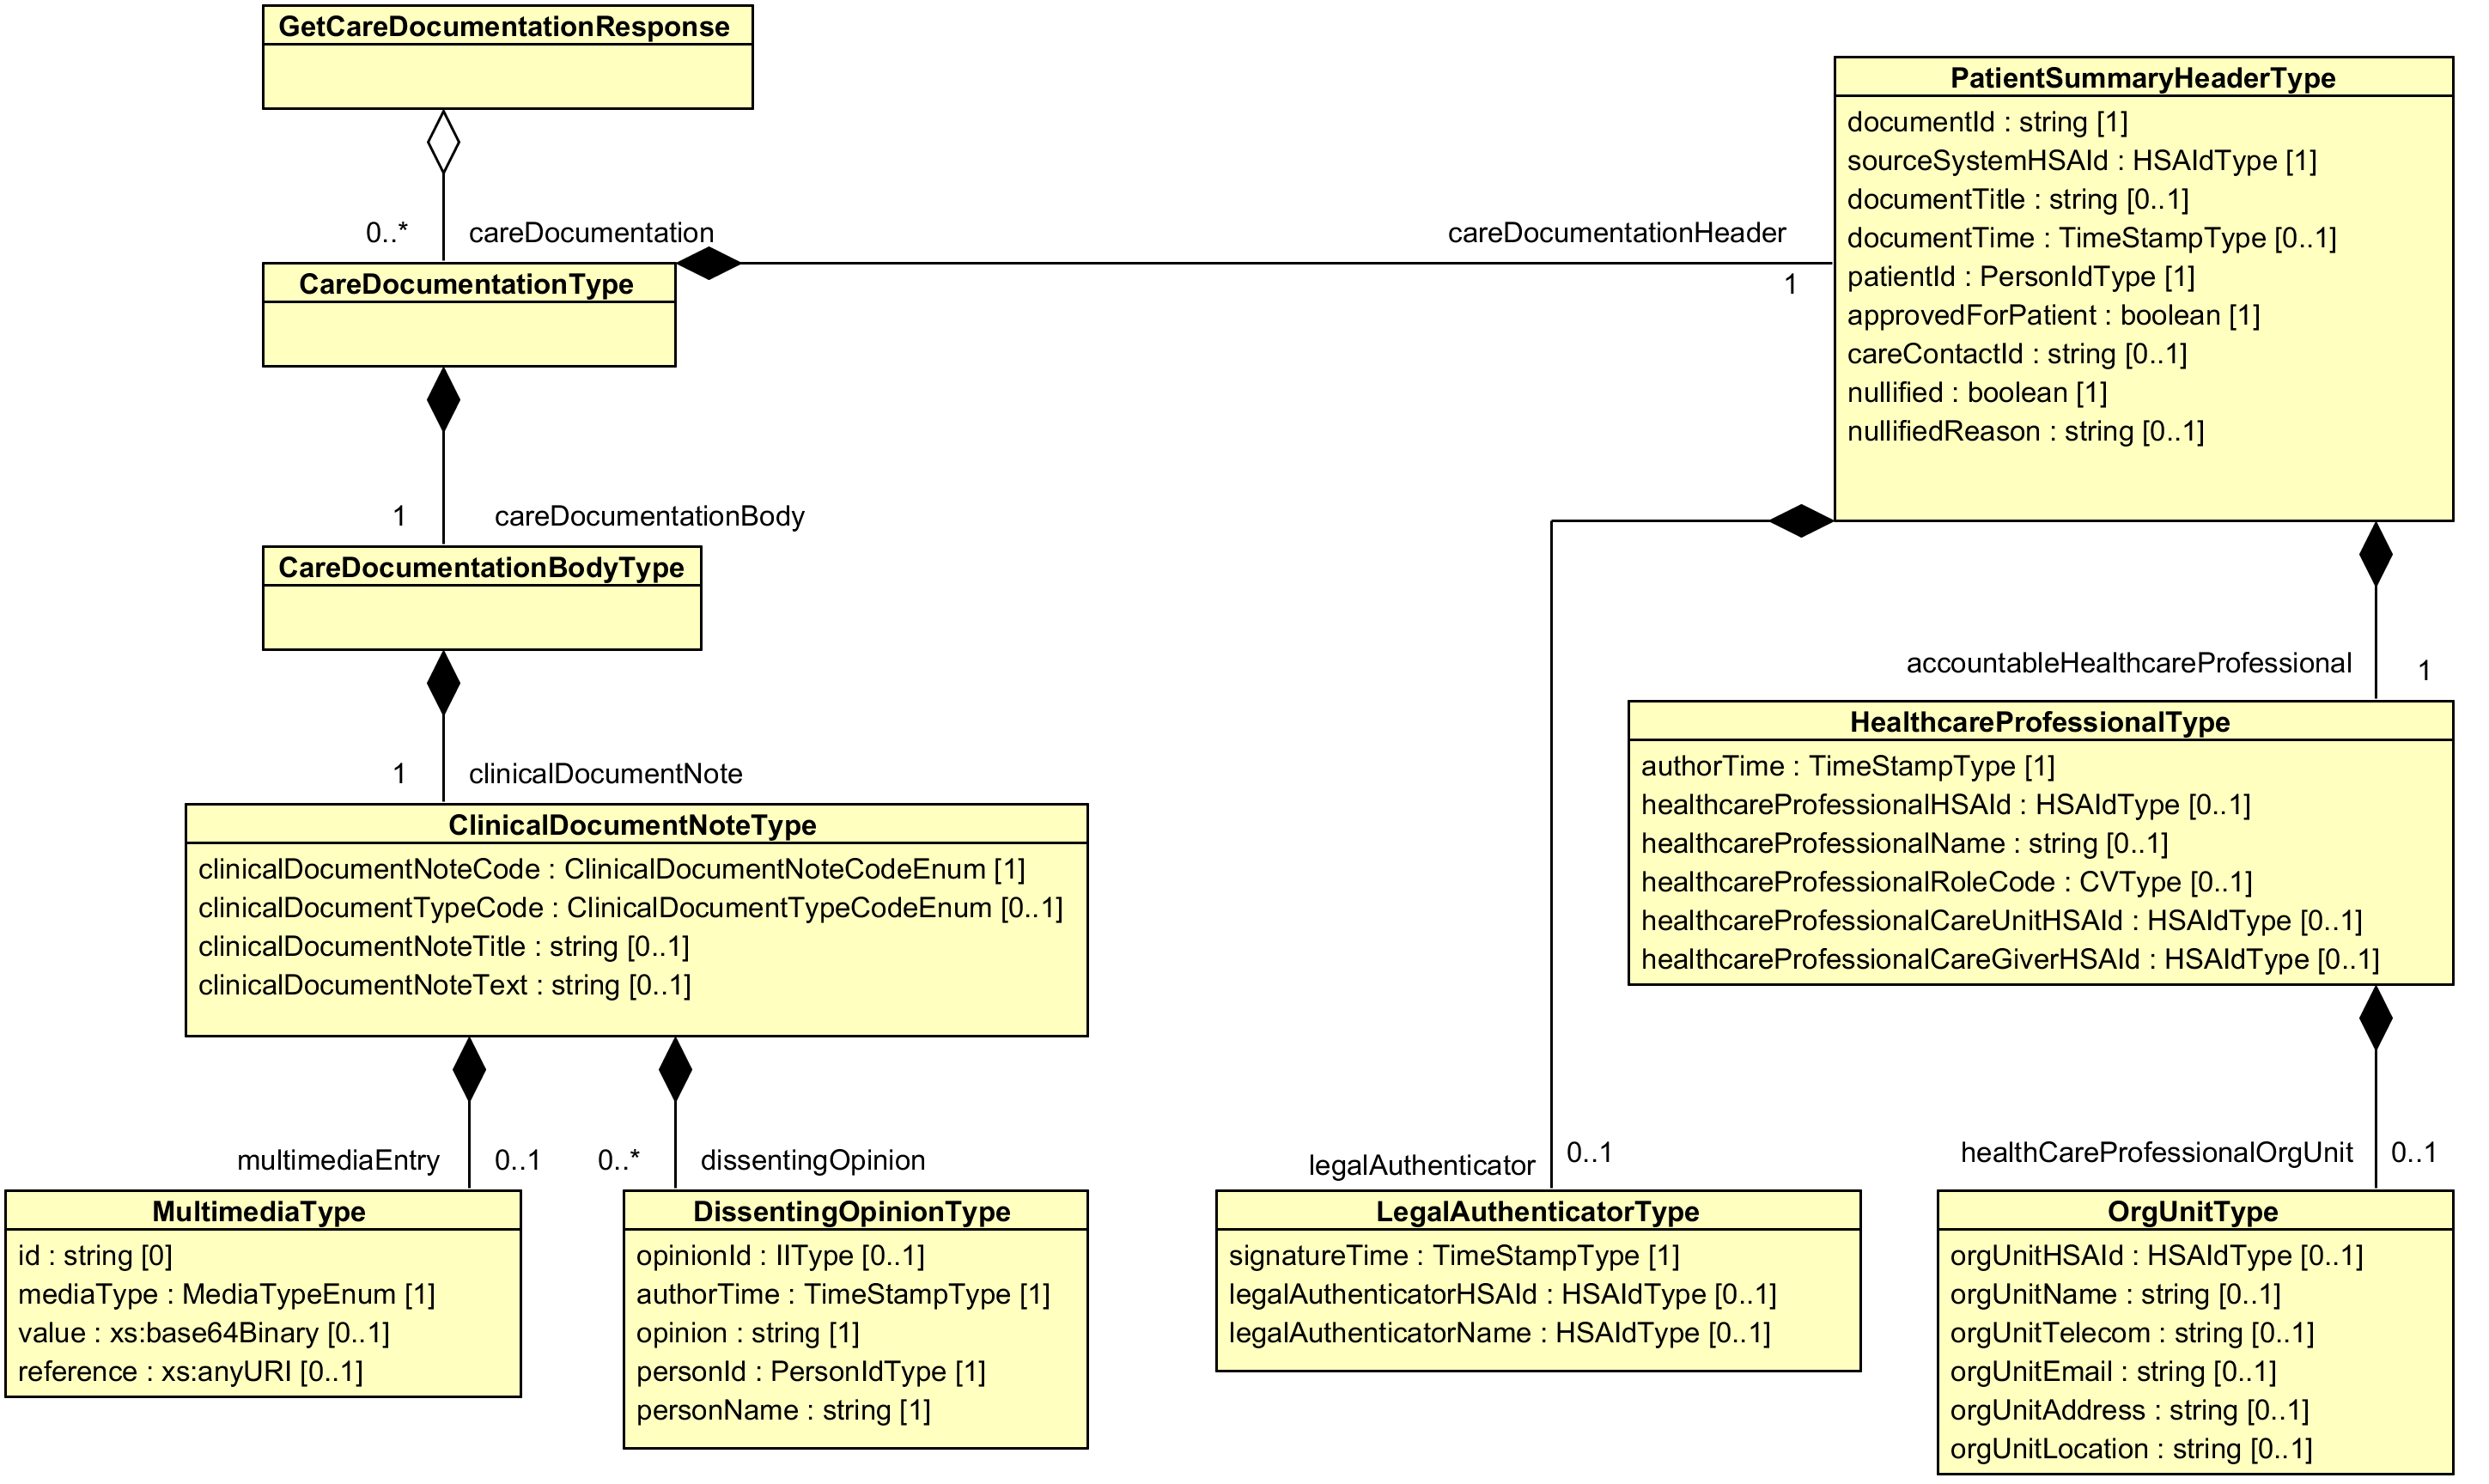 GetCareDocumentationResponse
0..*
careDocumentation
CareDocumentationType
careDocumentationHeader
1
PatientSummaryHeaderType
documentId : string [1]
sourceSystemHSAId : HSAIdType [1]
documentTitle : string [0..1]
documentTime : TimeStampType [0..1]
patientId : PersonIdType [1]
approvedForPatient : boolean [1]
careContactId : string [0..1]
nullified : boolean [1]
nullifiedReason : string [0..1]
1
careDocumentationBody
CareDocumentationBodyType
1
clinicalDocumentNote
ClinicalDocumentNoteType
clinicalDocumentNoteCode : ClinicalDocumentNoteCodeEnum [1]
clinicalDocumentTypeCode : ClinicalDocumentTypeCodeEnum [0..1]
clinicalDocumentNoteTitle : string [0..1]
clinicalDocumentNoteText : string [0..1]
accountableHealthcareProfessional
1
HealthcareProfessionalType
authorTime : TimeStampType [1]
healthcareProfessionalHSAId : HSAIdType [0..1]
healthcareProfessionalName : string [0..1]
healthcareProfessionalRoleCode : CVType [0..1]
healthcareProfessionalCareUnitHSAId : HSAIdType [0..1]
healthcareProfessionalCareGiverHSAId : HSAIdType [0..1]
multimediaEntry
0..1
MultimediaType
id : string [0]
mediaType : MediaTypeEnum [1]
value : xs:base64Binary [0..1]
reference : xs:anyURI [0..1]
0..*
dissentingOpinion
DissentingOpinionType
opinionId : IIType [0..1]
authorTime : TimeStampType [1]
opinion : string [1]
personId : PersonIdType [1]
personName : string [1]
legalAuthenticator
0..1
LegalAuthenticatorType
signatureTime : TimeStampType [1]
legalAuthenticatorHSAId : HSAIdType [0..1]
legalAuthenticatorName : HSAIdType [0..1]
healthCareProfessionalOrgUnit
0..1
OrgUnitType
orgUnitHSAId : HSAIdType [0..1]
orgUnitName : string [0..1]
orgUnitTelecom : string [0..1]
orgUnitEmail : string [0..1]
orgUnitAddress : string [0..1]
orgUnitLocation : string [0..1]